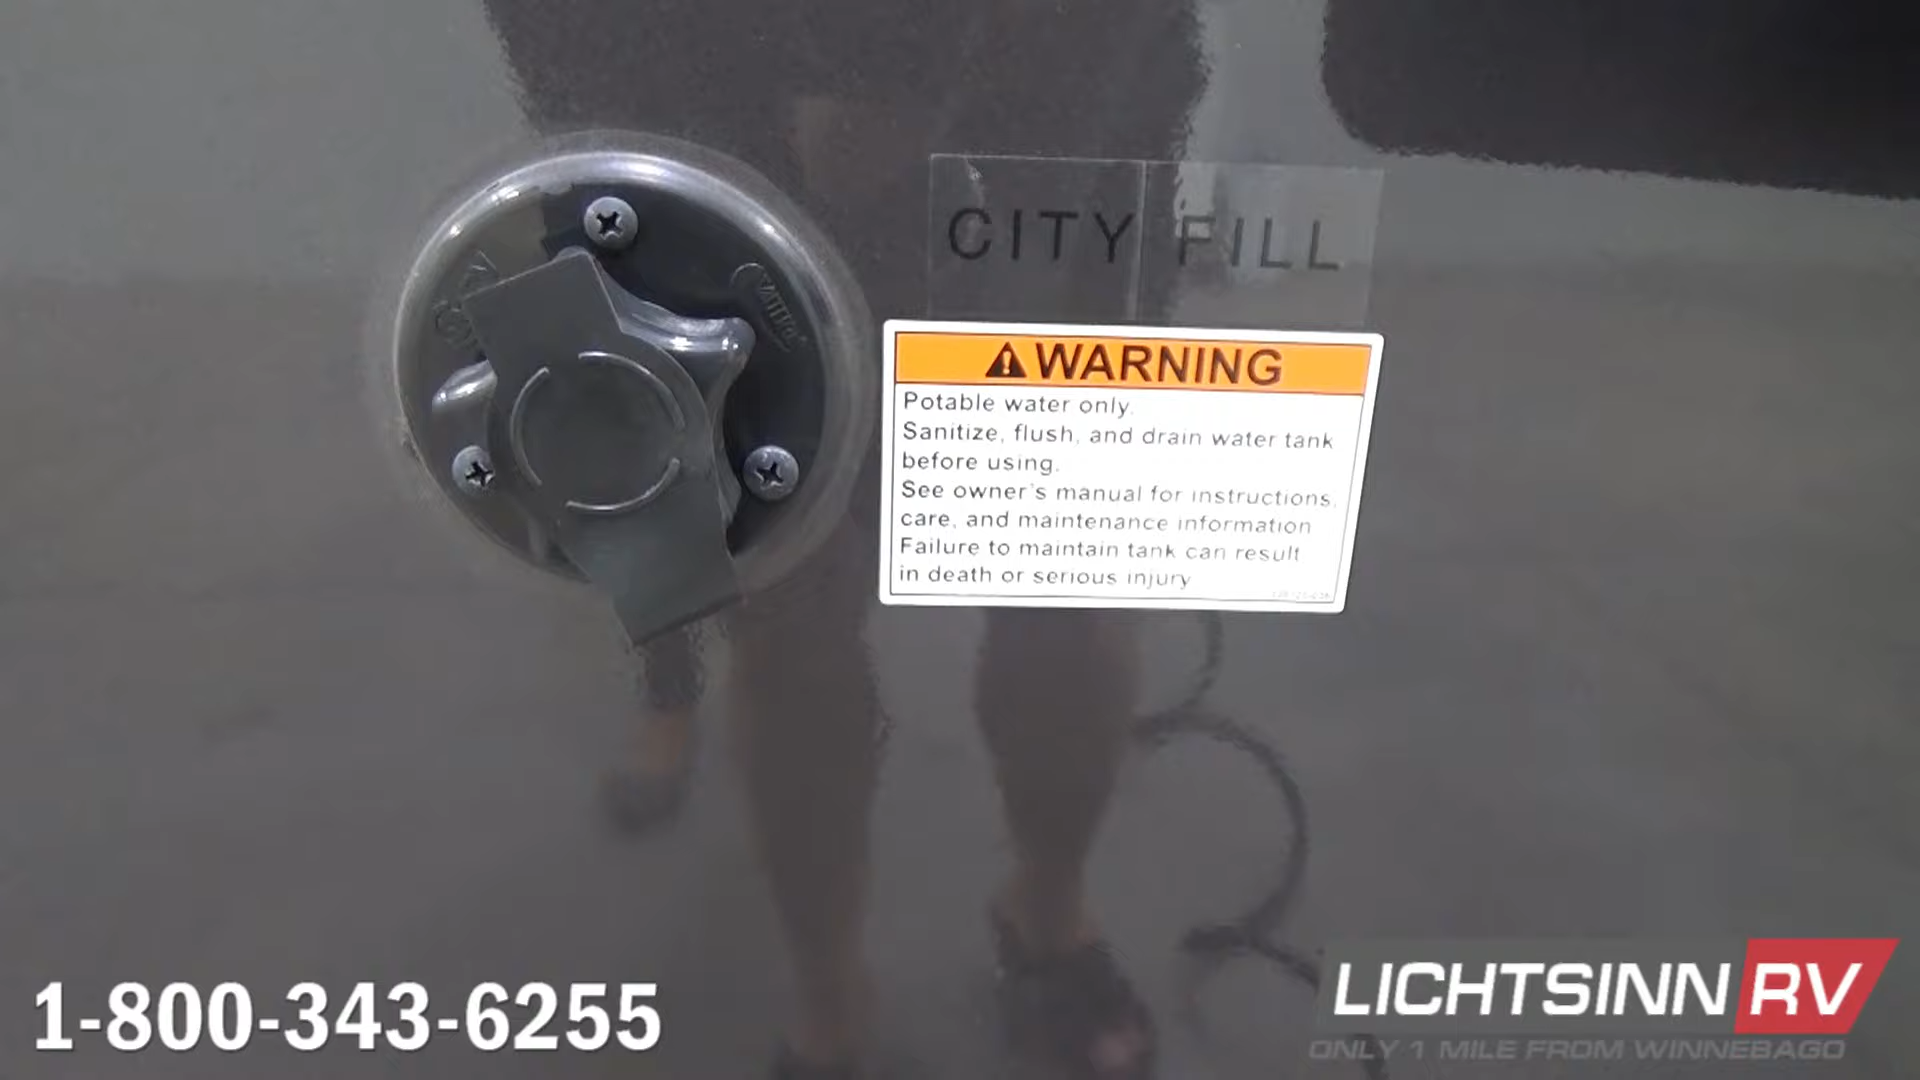 CITY FILL
WARNING
Potable water only.
Sanitize, flush, and drain water tank
before using.
See owner's manual for instructions,
care, and maintenance information
Failure to maintain tank can result
in death or serious injury
1-800-343-6255
LICHTSINN RV
ONLY 1 MILE FROM WINNEBAGO